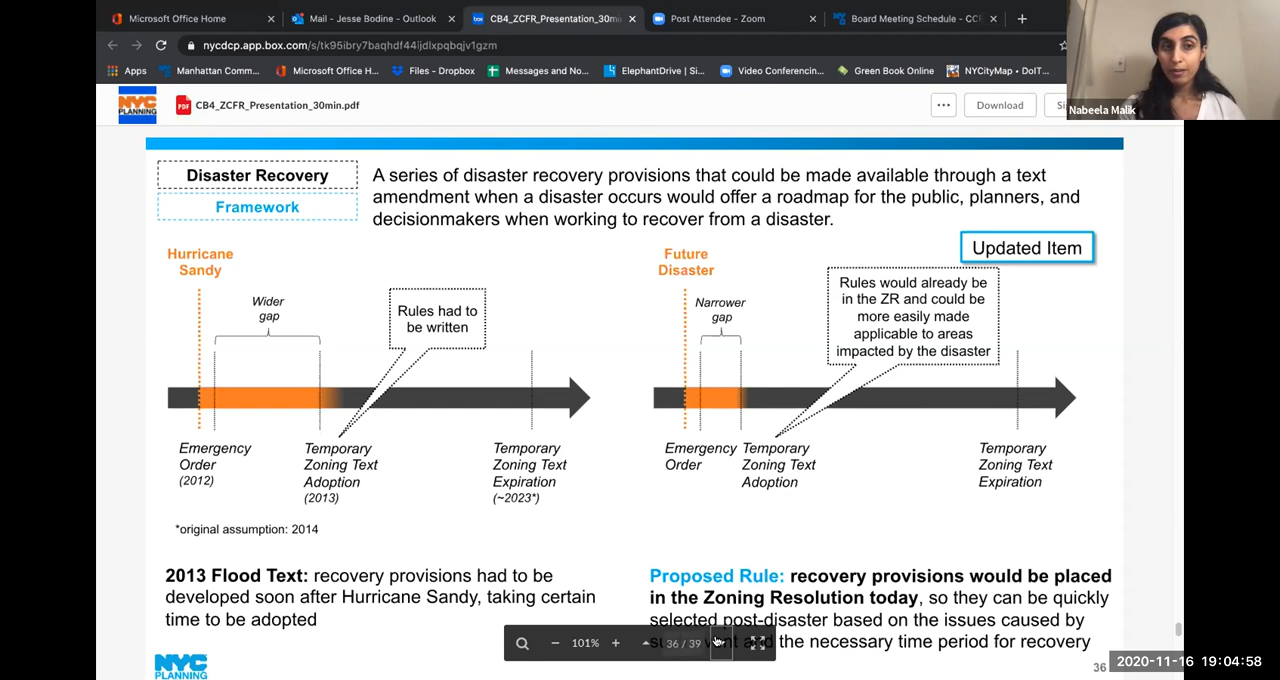 Microsoft Office Home
Mail - Jesse Bodine - Outlook
CB4_ZCFR_Presentation_30mi
Post Attendee - Zoom
Board Meeting Schedule - CC
nycdcp.app.box.com/s/tk95ibry7baqhdf44ijdlxpqbqjv1gzm
Apps
Manhattan Comm...
Microsoft Office H...
Files - Dropbox
Messages and No...
ElephantDrive | Si...
Video Conferencin...
Green Book Online
NYCityMap • DoIT...
NYC
PLANNING
PDF
CB4_ZCFR_Presentation_30min.pdf
...
Download
Nabeela Malik
Disaster Recovery
Framework
A series of disaster recovery provisions that could be made available through a text
amendment when a disaster occurs would offer a roadmap for the public, planners, and
decisionmakers when working to recover from a disaster.
Updated Item
Hurricane
Sandy
Wider
gap
Rules had to
be written
Emergency
Order
(2012)
Temporary
Zoning Text
Adoption
(2013)
Temporary
Zoning Text
Expiration
(~2023*)
*original assumption: 2014
Future
Disaster
Narrower
gap
Rules would already be
in the ZR and could be
more easily made
applicable to areas
impacted by the disaster
Emergency
Order
Temporary
Zoning Text
Adoption
Temporary
Zoning Text
Expiration
2013 Flood Text: recovery provisions had to be
developed soon after Hurricane Sandy, taking certain
time to be adopted
Proposed Rule: recovery provisions would be placed
in the Zoning Resolution today, so they can be quickly
selected post-disaster based on the issues caused by
and the necessary time period for recovery
101%
36 / 39
NYC
PLANNING
36
2020-11-16 19:04:58